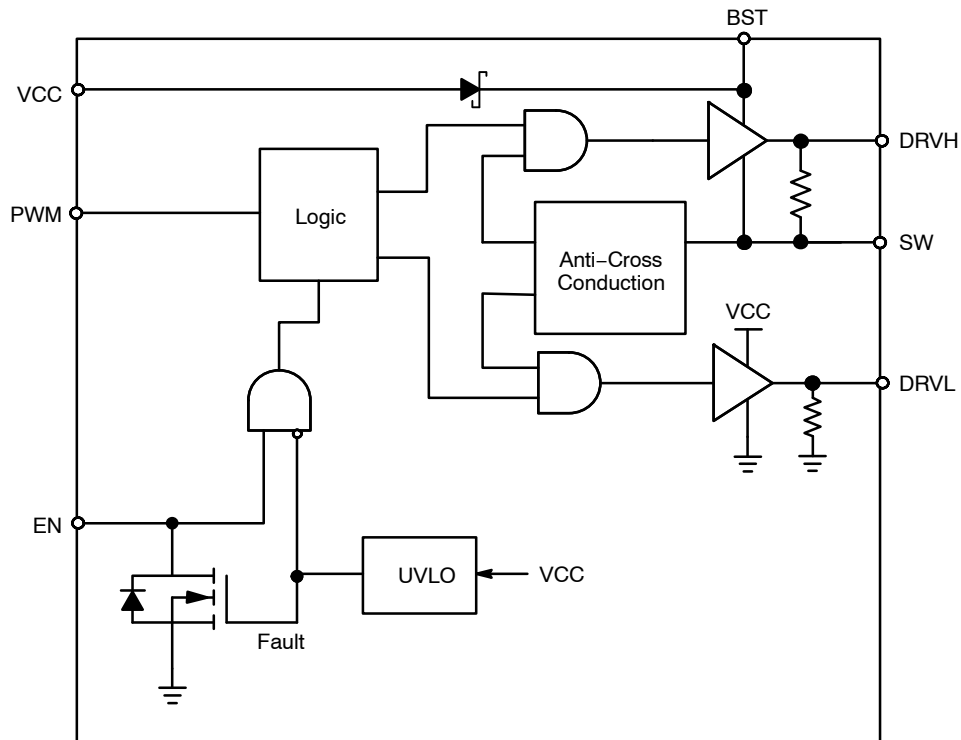 BST
VCC
DRVH
PWM
Logic
SW
Anti–Cross
Conduction
VCC
DRVL
EN
UVLO
VCC
Fault